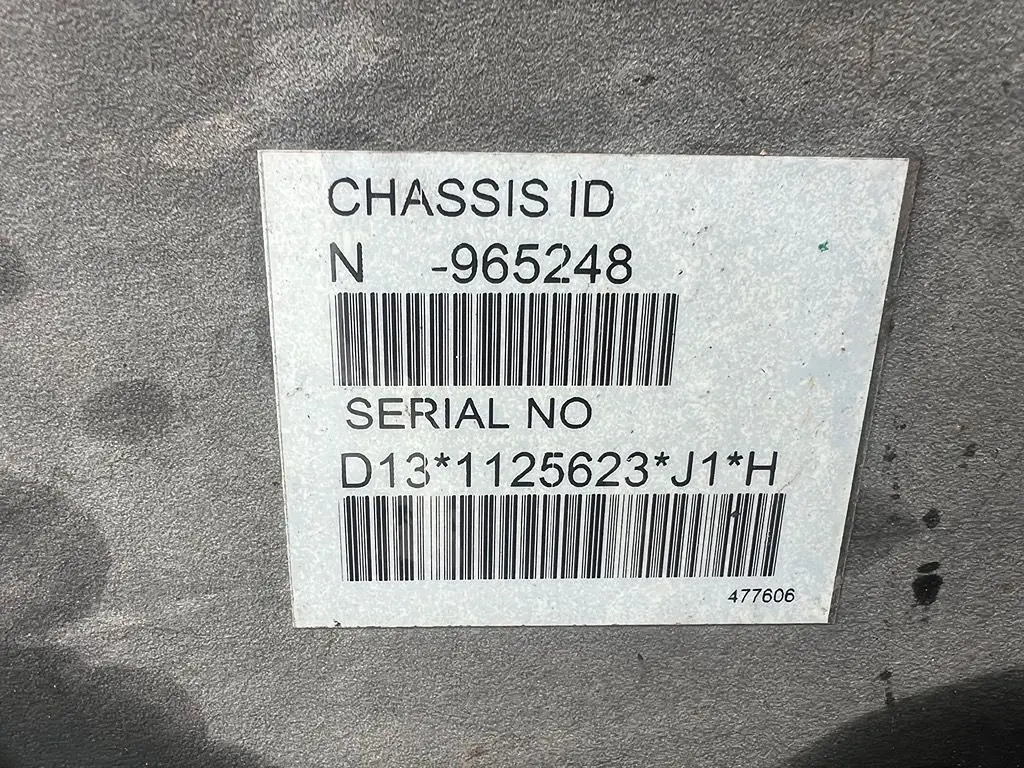 CHASSIS ID
N -965248
SERIAL NO
D13*1125623*J1*H
477606